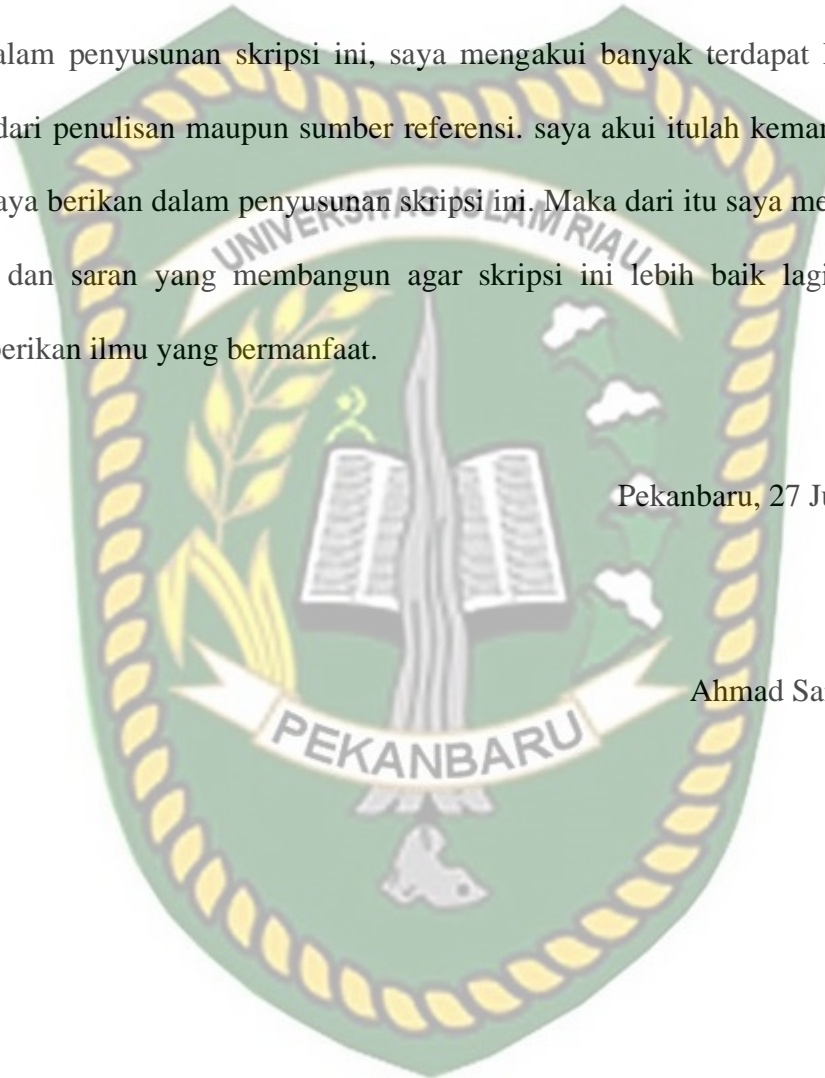 alam penyusunan skripsi ini, saya mengakui banyak terdapat
dari penulisan maupun sumber referensi. saya akui itulah keman
aya berikan dalam penyusunan skripsi ini. Maka dari itu saya me
UNIVERSITAS ISLAM RIAU
dan saran yang membangun agar skripsi ini lebih baik lagi
berikan ilmu yang bermanfaat.
Pekanbaru, 27 Ju
Ahmad Sa
PEKANBARU